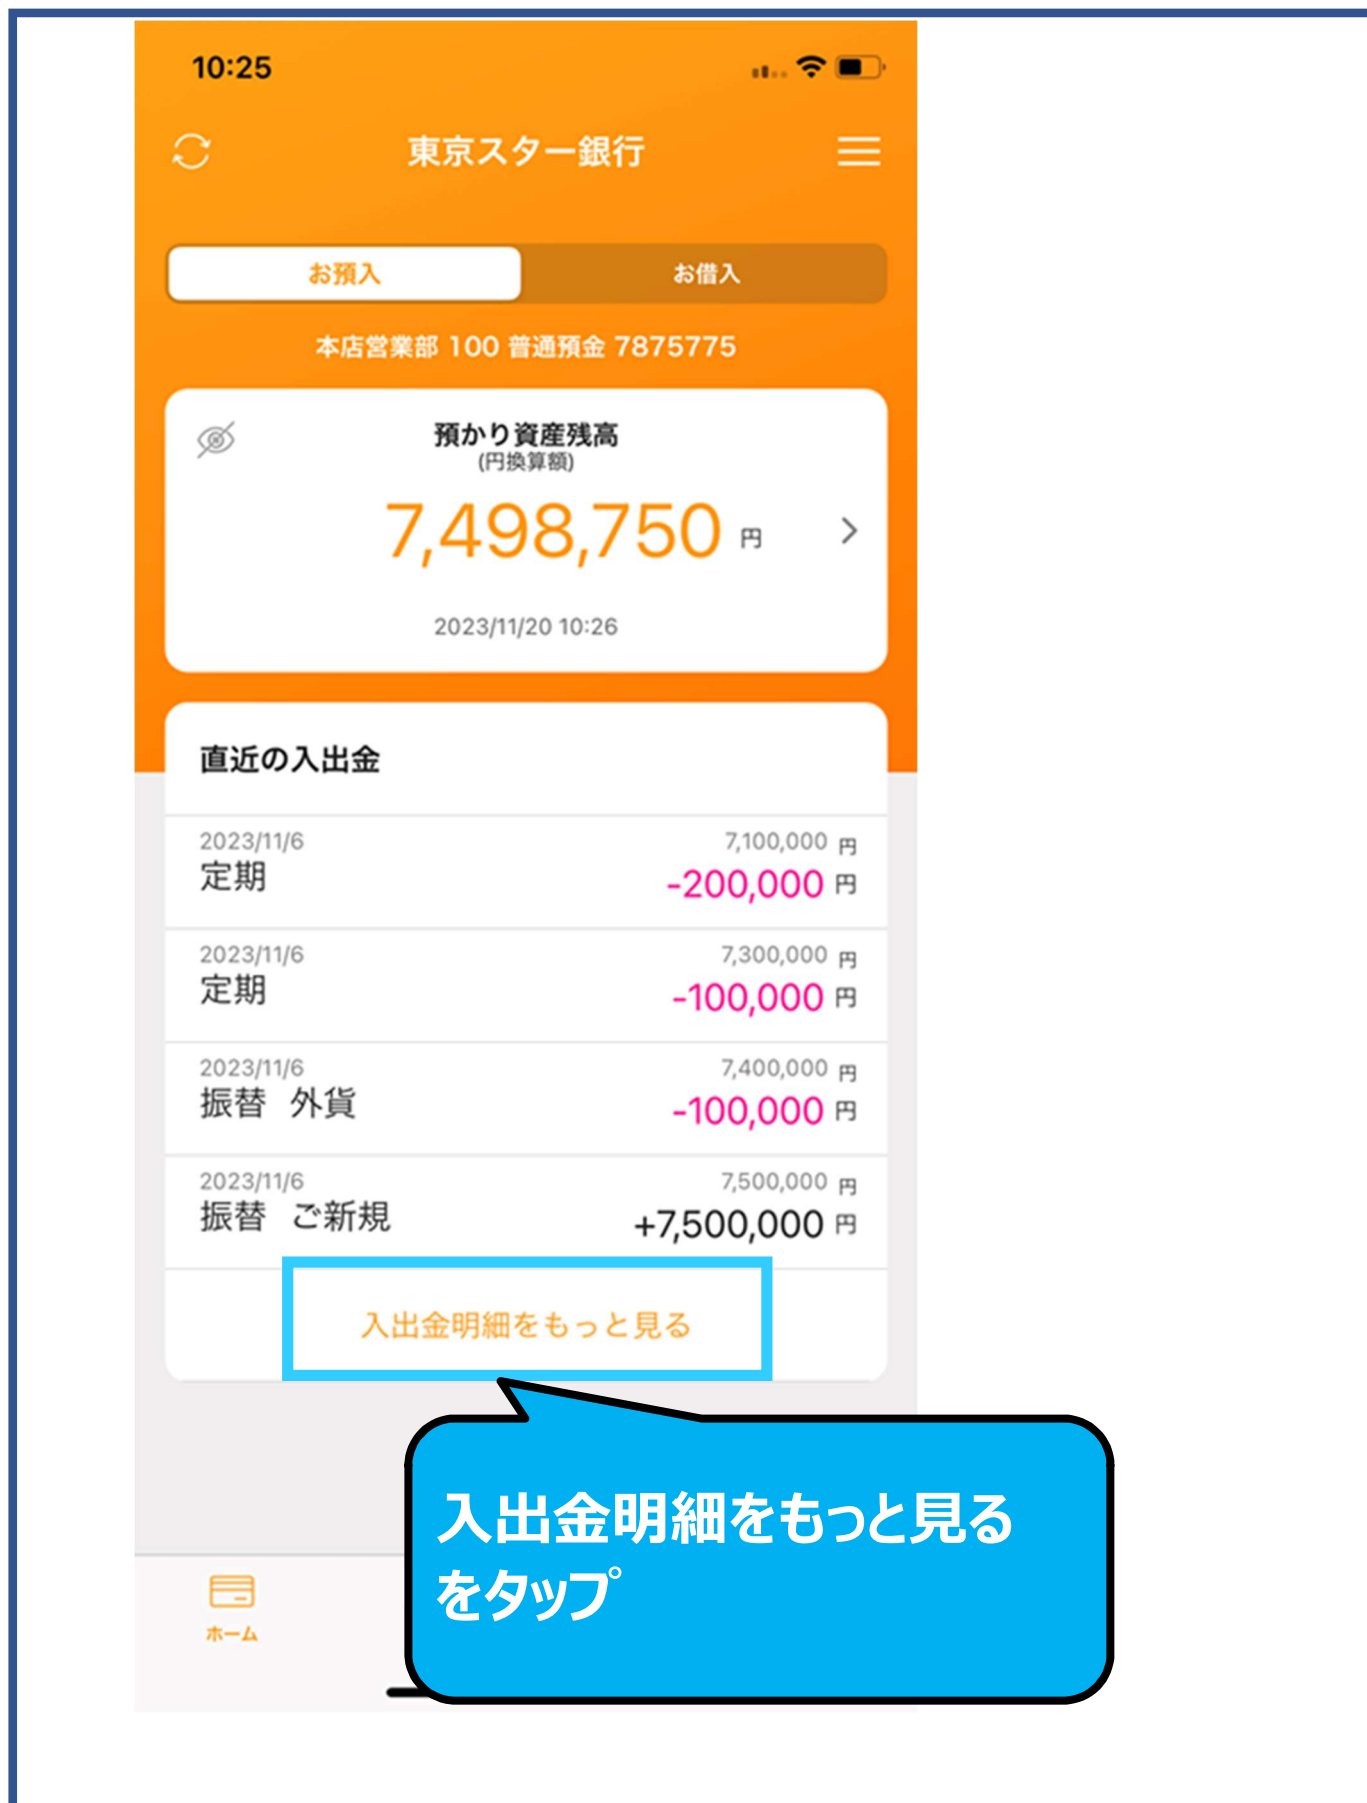 10:25
東京スター銀行
お預入 お借入
本店営業部 100 普通預金 7875775
預かり資産残高
(円換算額)
7,498,750 円
2023/11/20 10:26
直近の入出金
2023/11/6 7,100,000 円
定期 -200,000 円
2023/11/6 7,300,000 円
定期 -100,000 円
2023/11/6 7,400,000 円
振替 外貨 -100,000 円
2023/11/6 7,500,000 円
振替 ご新規 +7,500,000 円
入出金明細をもっと見る
入出金明細をもっと見る
をタップ
ホーム